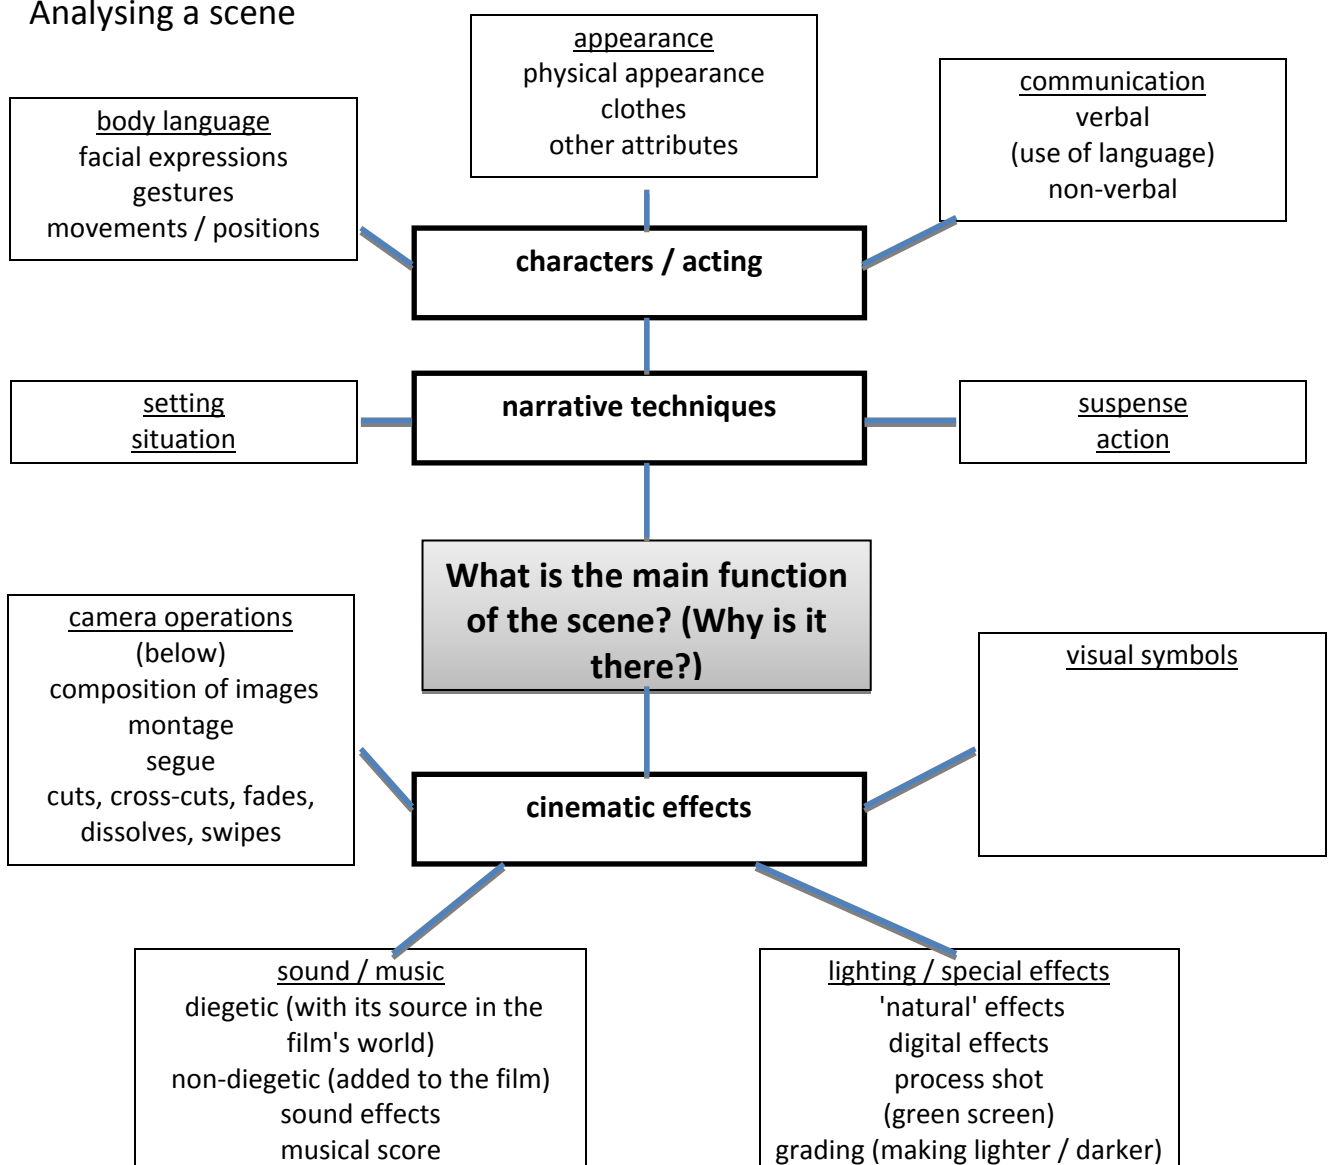 Analysing a scene
appearance
physical appearance
clothes
other attributes
communication
verbal
(use of language)
non-verbal
body language
facial expressions
gestures
movements / positions
characters / acting
setting
situation
narrative techniques
suspense
action
What is the main function
of the scene? (Why is it
there?)
camera operations
(below)
composition of images
montage
segue
cuts, cross-cuts, fades,
dissolves, swipes
visual symbols
cinematic effects
sound / music
diegetic (with its source in the
film's world)
non-diegetic (added to the film)
sound effects
musical score
lighting / special effects
'natural' effects
digital effects
process shot
(green screen)
grading (making lighter / darker)